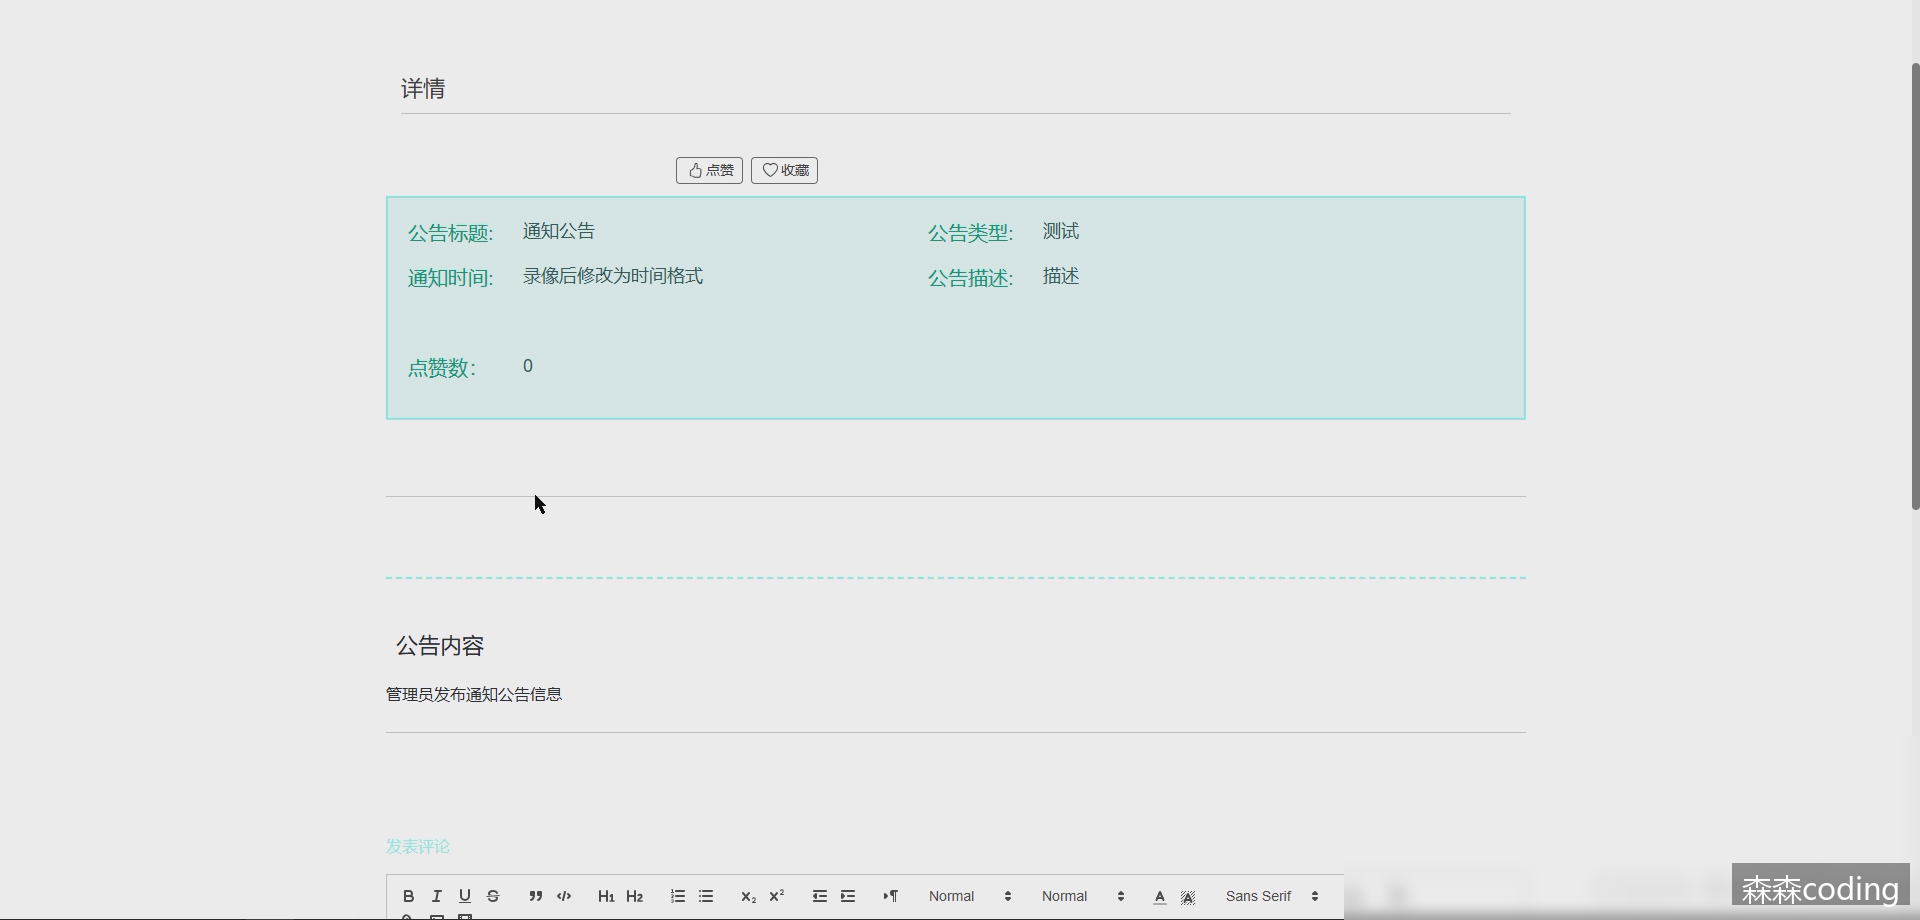 详情
点赞 收藏
公告标题: 通知公告 公告类型: 测试
通知时间: 录像后修改为时间格式 公告描述: 描述
点赞数: 0
公告内容
管理员发布通知公告信息
发表评论
B I U S H1 H2 x₂ x² Normal Normal A A Sans Serif
森森coding